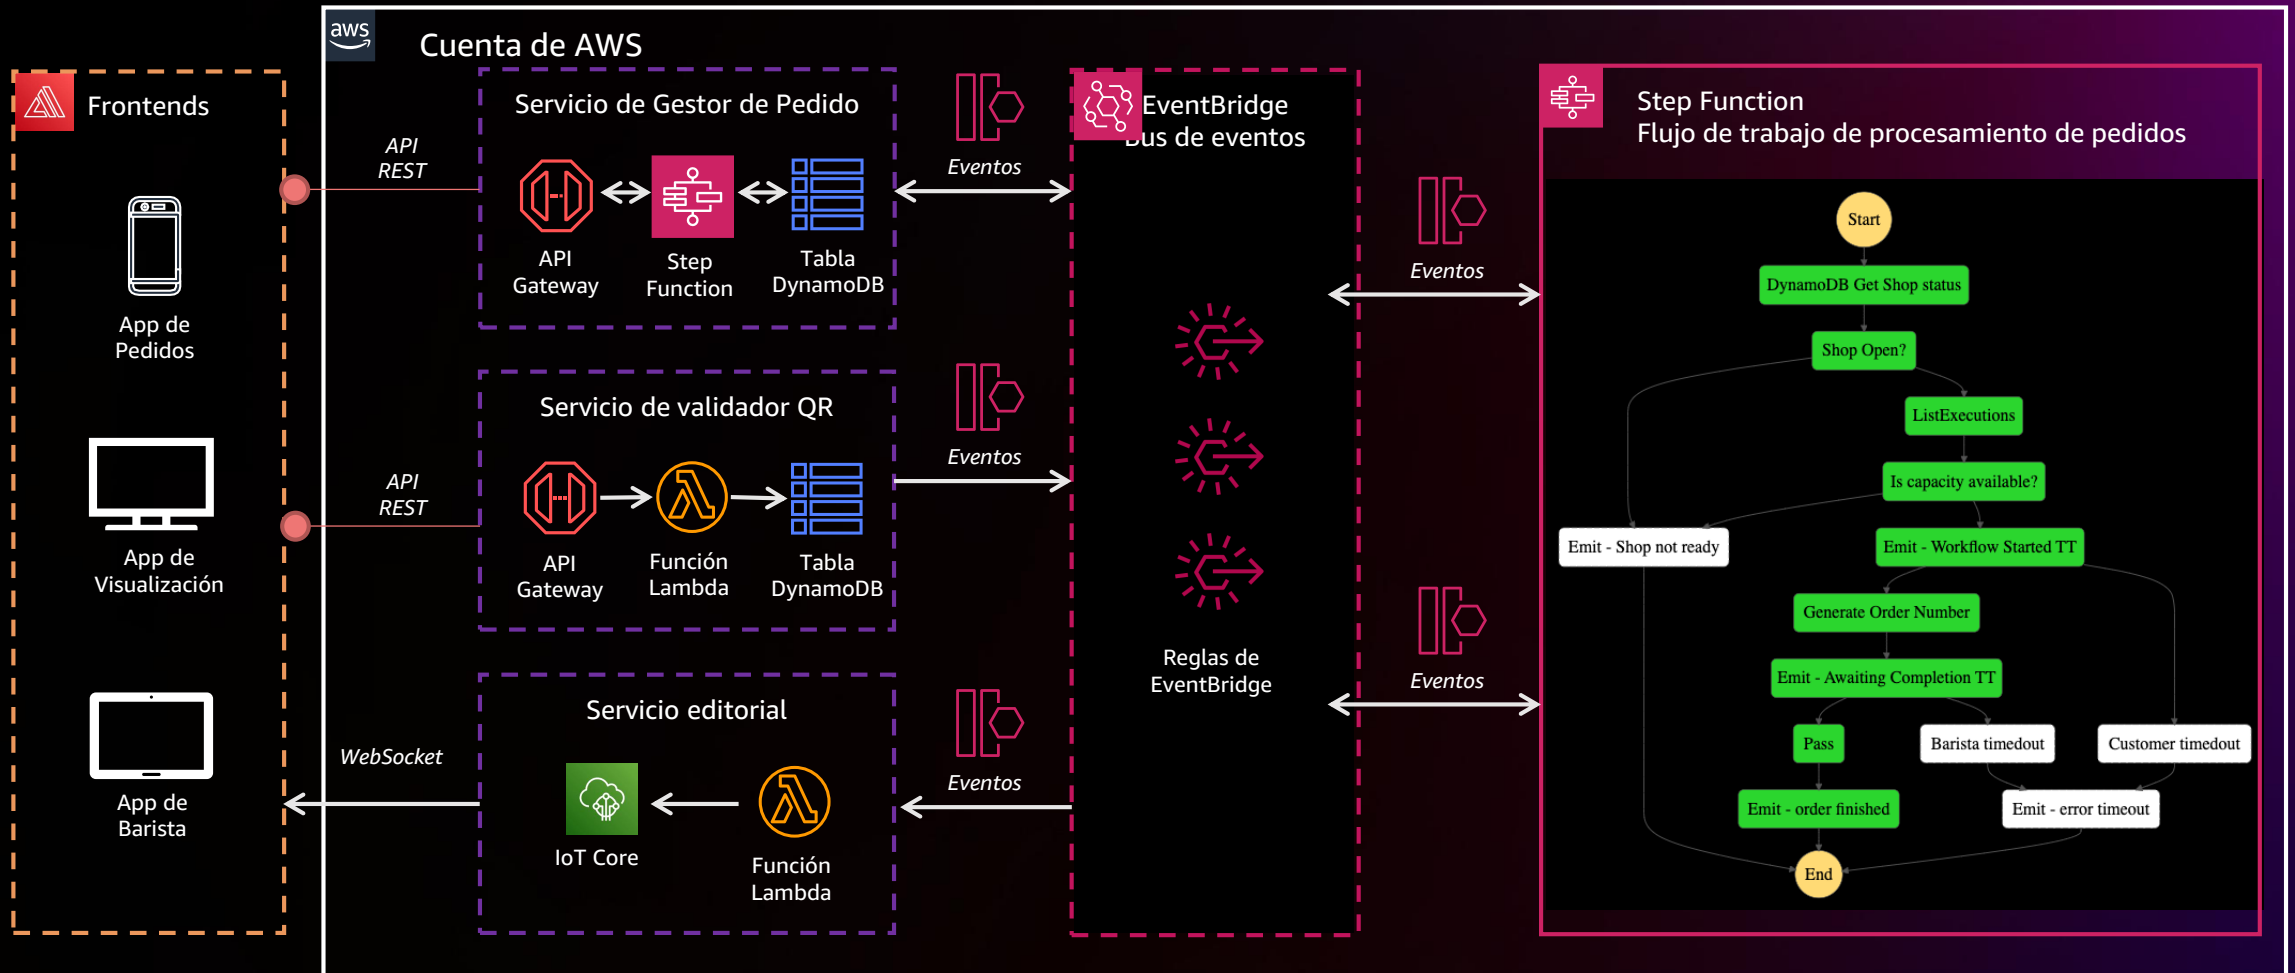 aws
Cuenta de AWS
Frontends
App de
Pedidos
App de
Visualización
App de
Barista
API
REST
API
REST
WebSocket
Servicio de Gestor de Pedido
API
Gateway
Step
Function
Tabla
DynamoDB
Servicio de validador QR
API
Gateway
Función
Lambda
Tabla
DynamoDB
Servicio editorial
IoT Core
Función
Lambda
Eventos
Eventos
Eventos
EventBridge
Bus de eventos
Reglas de
EventBridge
Eventos
Eventos
Step Function
Flujo de trabajo de procesamiento de pedidos
Start
DynamoDB Get Shop status
Shop Open?
ListExecutions
Is capacity available?
Emit - Shop not ready
Emit - Workflow Started TT
Generate Order Number
Emit - Awaiting Completion TT
Pass
Barista timedout
Customer timedout
Emit - order finished
Emit - error timeout
End